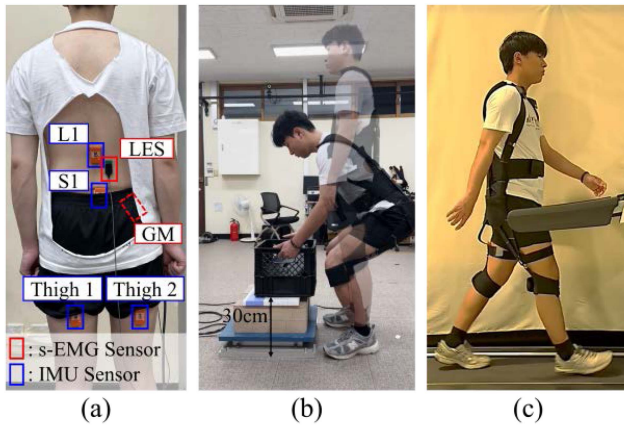 L1
LES
S1
GM
Thigh 1
Thigh 2
: s-EMG Sensor
: IMU Sensor
30cm
(a)
(b)
(c)